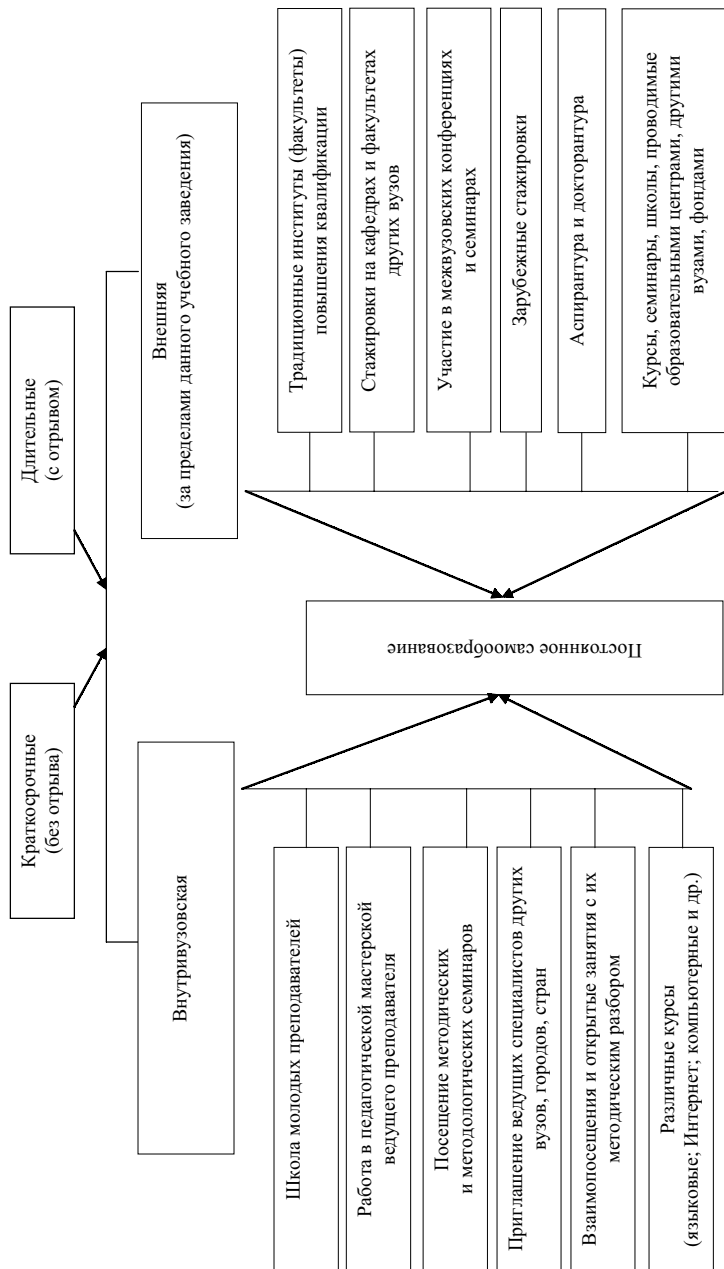 Краткосрочные
(без отрыва)
Длительные
(с отрывом)
Внутривузовская
Внешняя
(за пределами данного учебного заведения)
Школа молодых преподавателей
Работа в педагогической мастерской
ведущего преподавателя
Посещение методических
и методологических семинаров
Приглашение ведущих специалистов других
вузов, городов, стран
Взаимопосещения и открытые занятия с их
методическим разбором
Различные курсы
(языковые; Интернет; компьютерные и др.)
Постоянное самообразование
Традиционные институты (факультеты)
повышения квалификации
Стажировки на кафедрах и факультетах
других вузов
Участие в межвузовских конференциях
и семинарах
Зарубежные стажировки
Аспирантура и докторантура
Курсы, семинары, школы, проводимые
образовательными центрами, другими
вузами, фондами